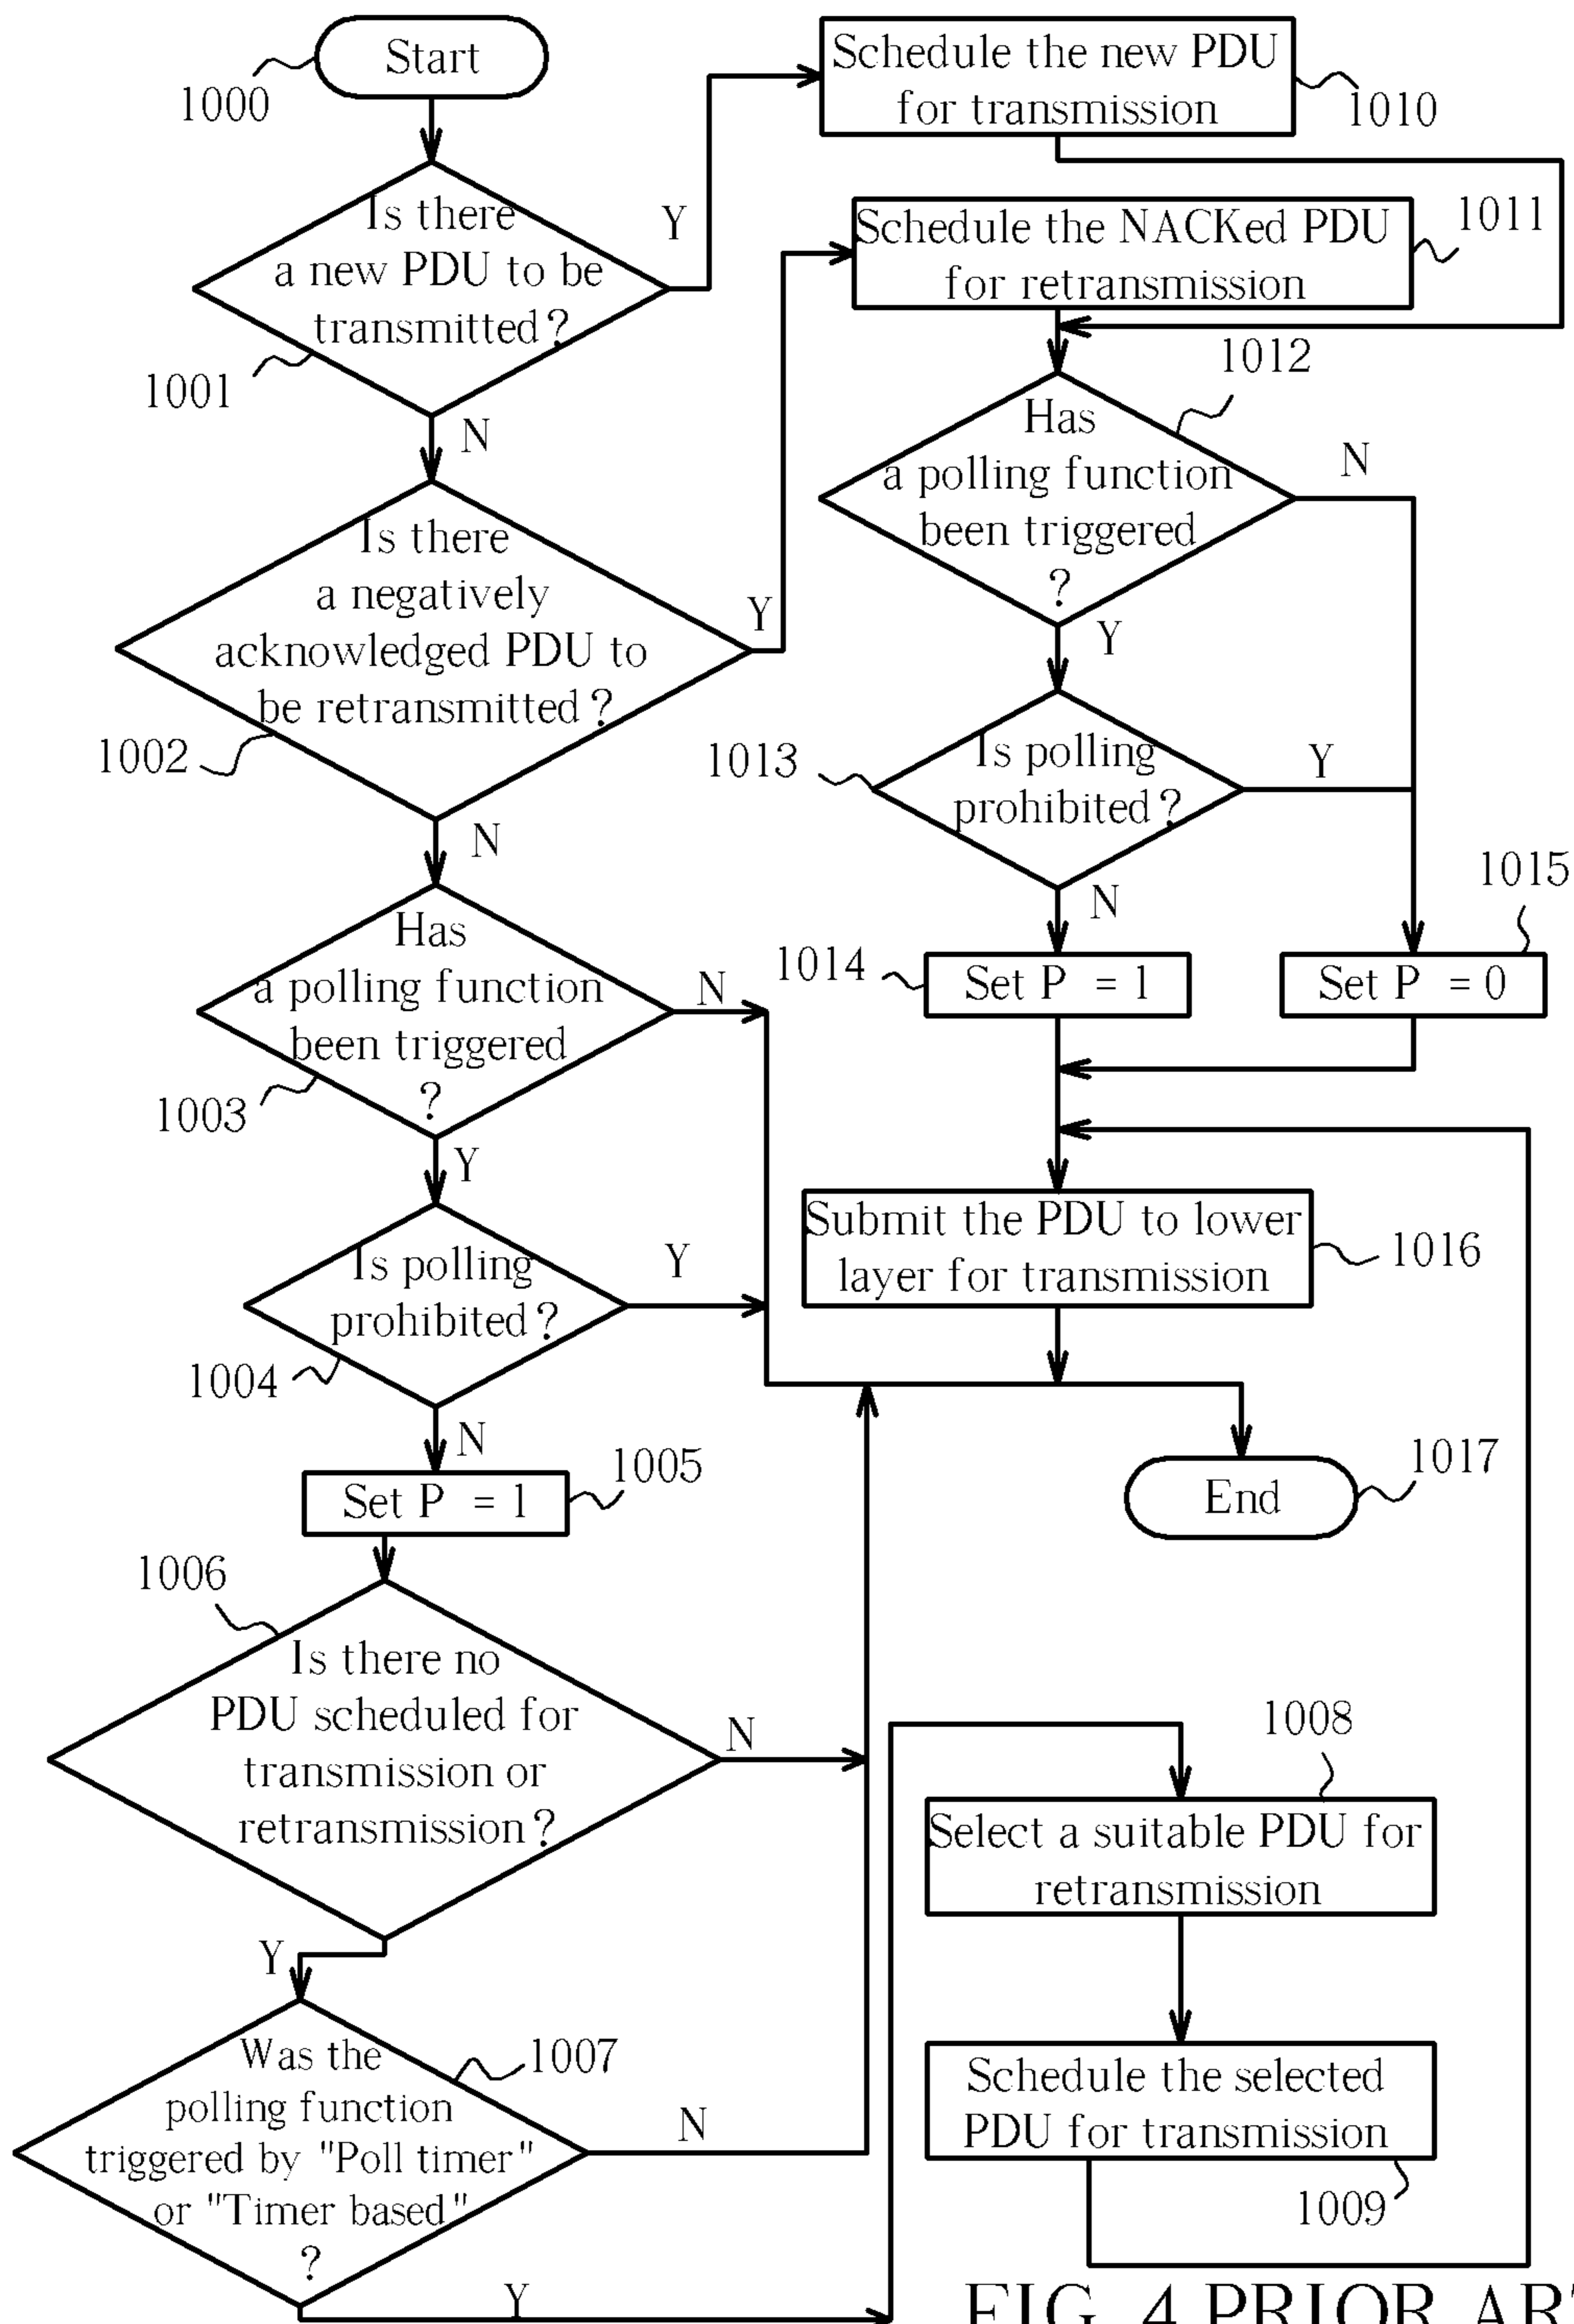 Start
1000
Is there
a new PDU to be
transmitted?
1001
Y
N
Is there
a negatively
acknowledged PDU to
be retransmitted?
1002
Y
N
Has
a polling function
been triggered
?
1003
N
Y
Is polling
prohibited?
1004
Y
N
Set P = 1
1005
1006
Is there no
PDU scheduled for
transmission or
retransmission?
N
Y
Was the
polling function
triggered by "Poll timer"
or "Timer based"
?
1007
N
Y
Schedule the new PDU
for transmission
1010
Schedule the NACKed PDU
for retransmission
1011
1012
Has
a polling function
been triggered
?
N
Y
1013
Is polling
prohibited?
Y
N
1014
Set P = 1
1015
Set P = 0
Submit the PDU to lower
layer for transmission
1016
End
1017
1008
Select a suitable PDU for
retransmission
Schedule the selected
PDU for transmission
1009
FIG. 4 PRIOR ART